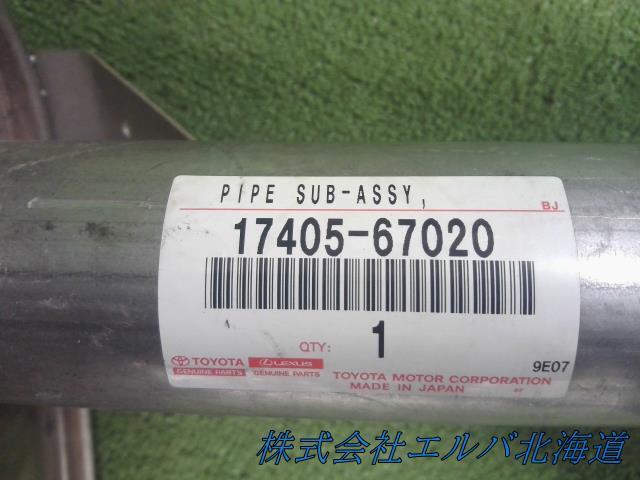 PIPE SUB-ASSY,
BJ
17405-67020
QTY: 1
TOYOTA LEXUS
GENUINE PARTS GENUINE PARTS
9E07
TOYOTA MOTOR CORPORATION
MADE IN JAPAN
株式会社エルバ北海道